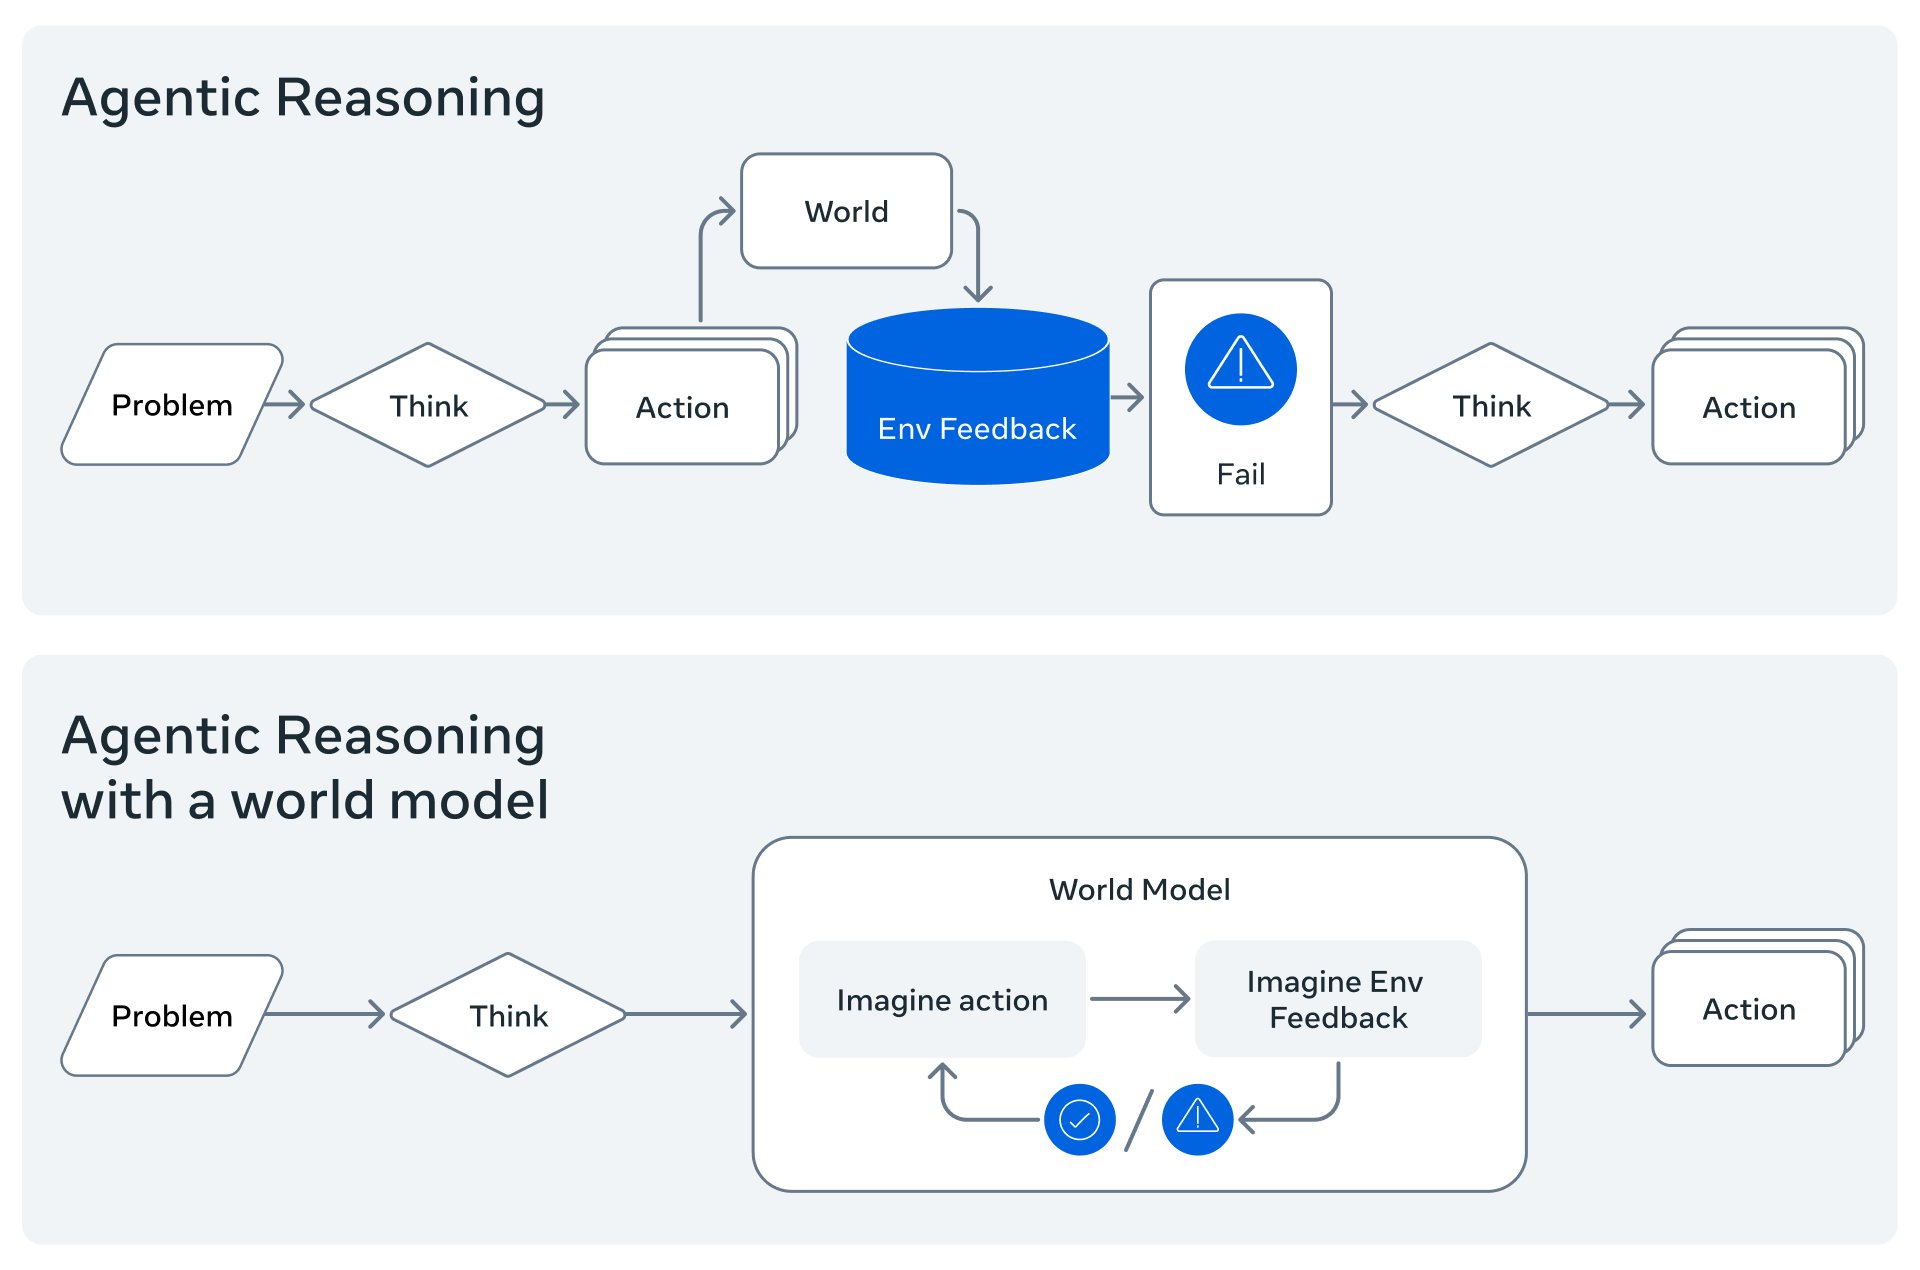 Agentic Reasoning
World
Problem
Think
Action
Env Feedback
Fail
Think
Action
Agentic Reasoning
with a world model
World Model
Problem
Think
Imagine action
Imagine Env
Feedback
Action